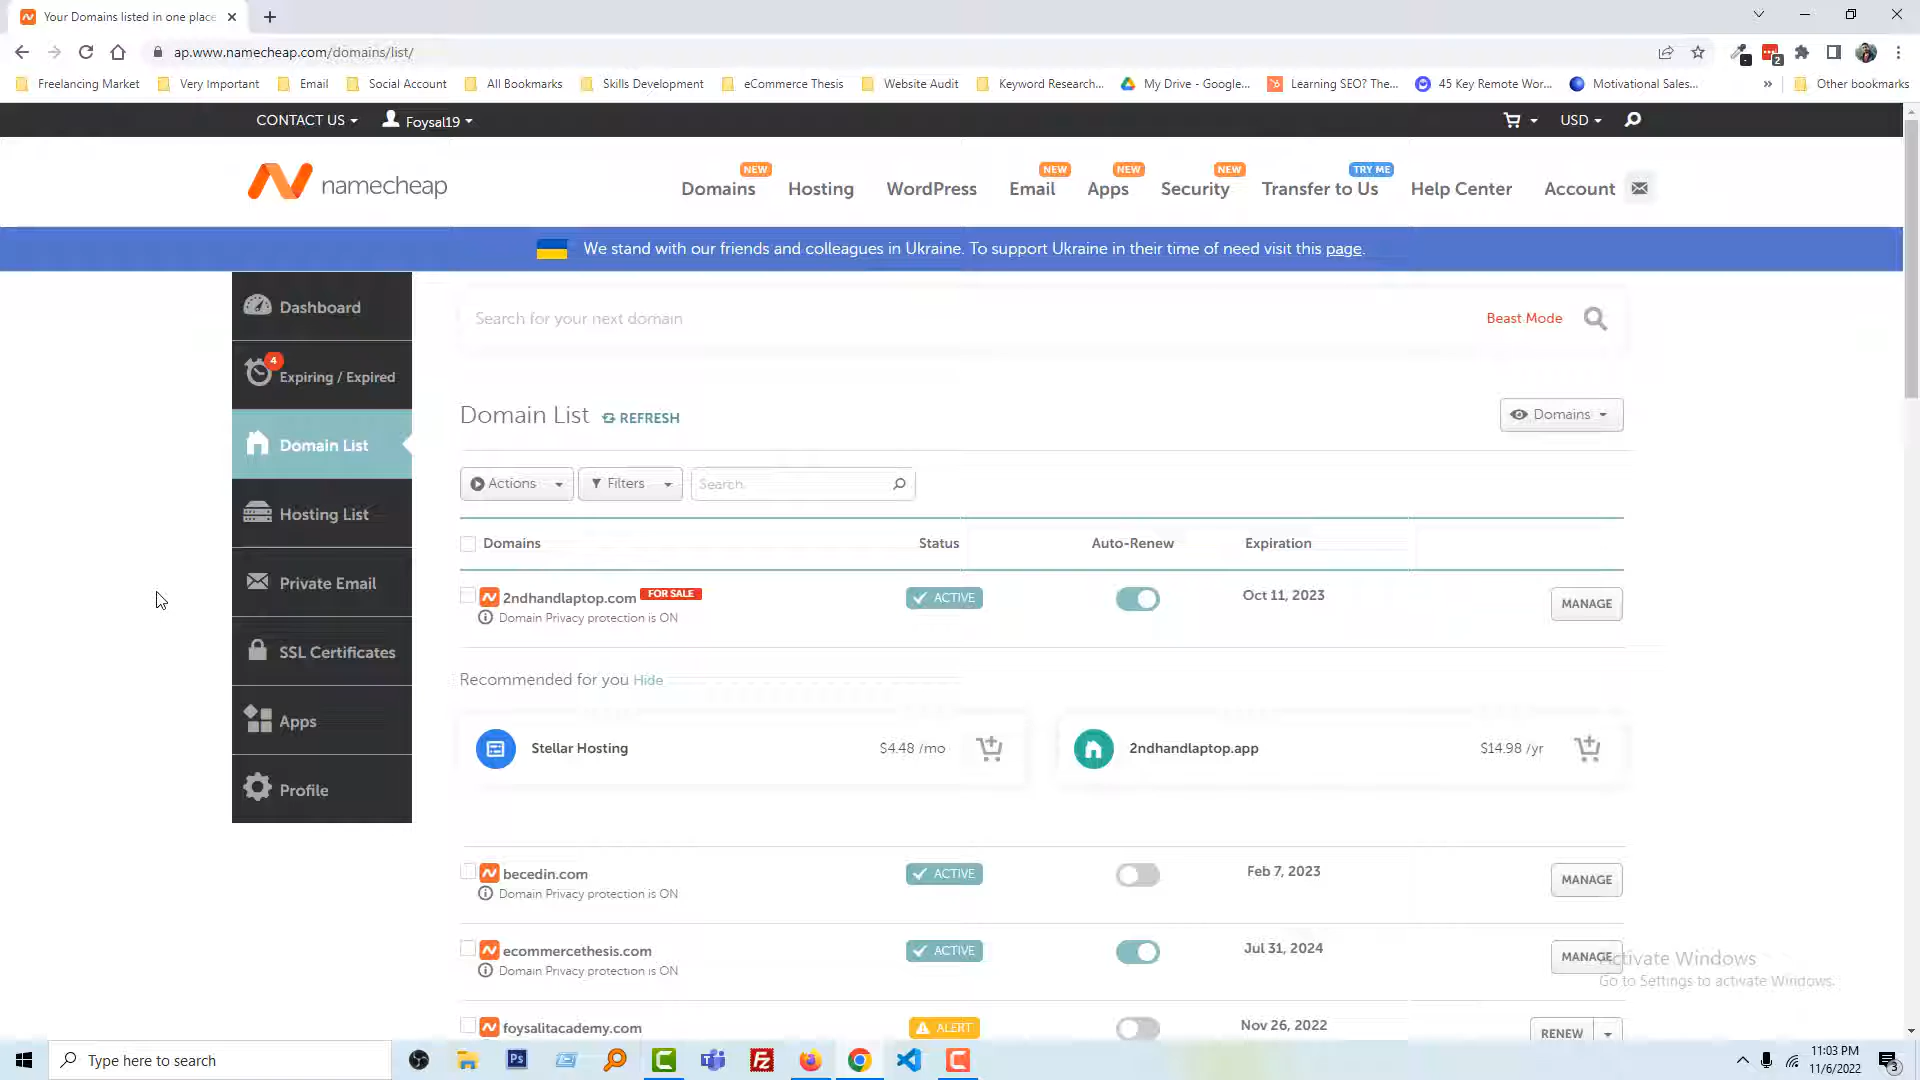 Your Domains listed in one place
ap.www.namecheap.com/domains/list/
2
Freelancing Market
Very Important
Email
Social Account
All Bookmarks
Skills Development
eCommerce Thesis
Website Audit
Keyword Research...
My Drive - Google...
Learning SEO? The...
45 Key Remote Wor...
Motivational Sales...
»
Other bookmarks
CONTACT US
Foysal19
USD
namecheap
Domains NEW
Hosting
WordPress
Email NEW
Apps NEW
Security NEW
Transfer to Us TRY ME
Help Center
Account
We stand with our friends and colleagues in Ukraine. To support Ukraine in their time of need visit this page.
Dashboard
4
Expiring / Expired
Domain List
Hosting List
Private Email
SSL Certificates
Apps
Profile
Search for your next domain
Beast Mode
Domain List REFRESH
Domains
Actions
Filters
Search
Domains Status Auto-Renew Expiration
2ndhandlaptop.com FOR SALE ACTIVE Oct 11, 2023 MANAGE
Domain Privacy protection is ON
Recommended for you Hide
Stellar Hosting $4.48 /mo
2ndhandlaptop.app $14.98 /yr
becedin.com ACTIVE Feb 7, 2023 MANAGE
Domain Privacy protection is ON
ecommercethesis.com ACTIVE Jul 31, 2024 MANAGE
Domain Privacy protection is ON
foysalitacademy.com ALERT Nov 26, 2022 RENEW
Activate Windows
Go to Settings to activate Windows.
Type here to search
Ps
11:03 PM
11/6/2022
3